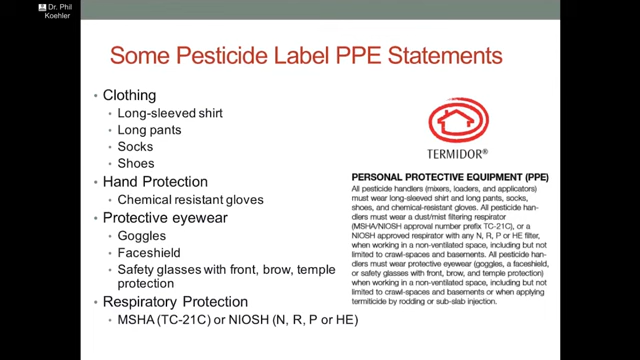 Dr. Phil
Koehler
Some Pesticide Label PPE Statements
• Clothing
• Long-sleeved shirt
• Long pants
• Socks
• Shoes
• Hand Protection
• Chemical resistant gloves
• Protective eyewear
• Goggles
• Faceshield
• Safety glasses with front, brow, temple
protection
• Respiratory Protection
• MSHA (TC-21C) or NIOSH (N, R, P or HE)
TERMIDOR®
PERSONAL PROTECTIVE EQUIPMENT (PPE)
All pesticide handlers (mixers, loaders, and applicators)
must wear long-sleeved shirt and long pants, socks,
shoes, and chemical-resistant gloves. All pesticide han-
dlers must wear a dust/mist filtering respirator
(MSHA/NIOSH approval number prefix TC-21C), or a
NIOSH approved respirator with any N, R, P or HE filter,
when working in a non-ventilated space, including but not
limited to crawl-spaces and basements. All pesticide han-
dlers must wear protective eyewear (goggles, a faceshield,
or safety glasses with front, brow, and temple protection)
when working in a non-ventilated space, including but not
limited to crawl-spaces and basements or when applying
termiticide by rodding or sub-slab injection.